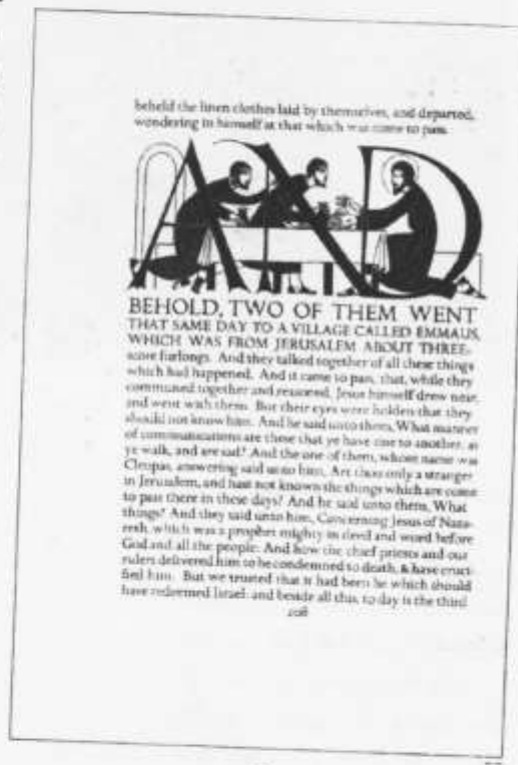 beheld the linen clothes laid by themselves, and departed,
wondering in himself at that which was come to pass.
AND
BEHOLD, TWO OF THEM WENT
THAT SAME DAY TO A VILLAGE CALLED EMMAUS,
WHICH WAS FROM JERUSALEM ABOUT THREE-
score furlongs. And they talked together of all these things
which had happened. And it came to pass, that, while they
communed together and reasoned, Jesus himself drew near,
and went with them. But their eyes were holden that they
should not know him. And he said unto them, What manner
of communications are these that ye have one to another, as
ye walk, and are sad? And the one of them, whose name was
Cleopas, answering said unto him, Art thou only a stranger
in Jerusalem, and hast not known the things which are come
to pass there in these days? And he said unto them, What
things? And they said unto him, Concerning Jesus of Naza-
reth, which was a prophet mighty in deed and word before
God and all the people: And how the chief priests and our
rulers delivered him to be condemned to death, & have cruci-
fied him. But we trusted that it had been he which should
have redeemed Israel: and beside all this, to day is the third
208